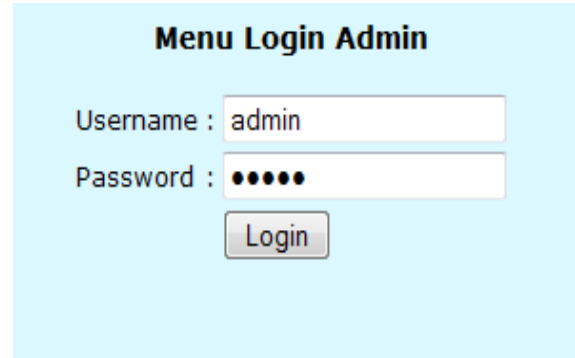 Menu Login Admin
Username : admin
Password : •••••
Login